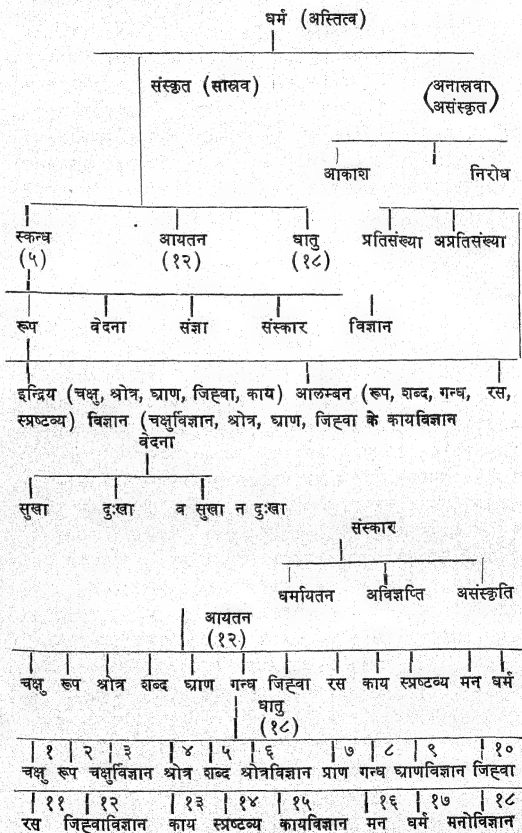 धर्म (अस्तित्व)
संस्कृत (सास्रव)
(अनास्रवा
असंस्कृत)
आकाश निरोध
स्कन्ध आयतन धातु प्रतिसंख्या अप्रतिसंख्या
(५) (१२) (१८)
रूप वेदना संज्ञा संस्कार विज्ञान
इन्द्रिय (चक्षु, श्रोत्र, घ्राण, जिह्वा, काय) आलम्बन (रूप, शब्द, गन्ध, रस,
स्प्रष्टव्य) विज्ञान (चक्षुर्विज्ञान, श्रोत्र, घ्राण, जिह्वा के कायविज्ञान
वेदना
सुखा दुःखा व सुखा न दुःखा
संस्कार
धर्मायतन अविज्ञप्ति असंस्कृति
आयतन
(१२)
चक्षु रूप श्रोत्र शब्द घ्राण गन्ध जिह्वा रस काय स्प्रष्टव्य मन धर्म
धातु
(१८)
१ २ ३ ४ ५ ६ ७ ८ ९ १०
चक्षु रूप चक्षुविज्ञान श्रोत्र शब्द श्रोत्रविज्ञान प्राण गन्ध घ्राणविज्ञान जिह्वा
११ १२ १३ १४ १५ १६ १७ १८
रस जिह्वाविज्ञान काय स्प्रष्टव्य कायविज्ञान मन धर्म मनोविज्ञान